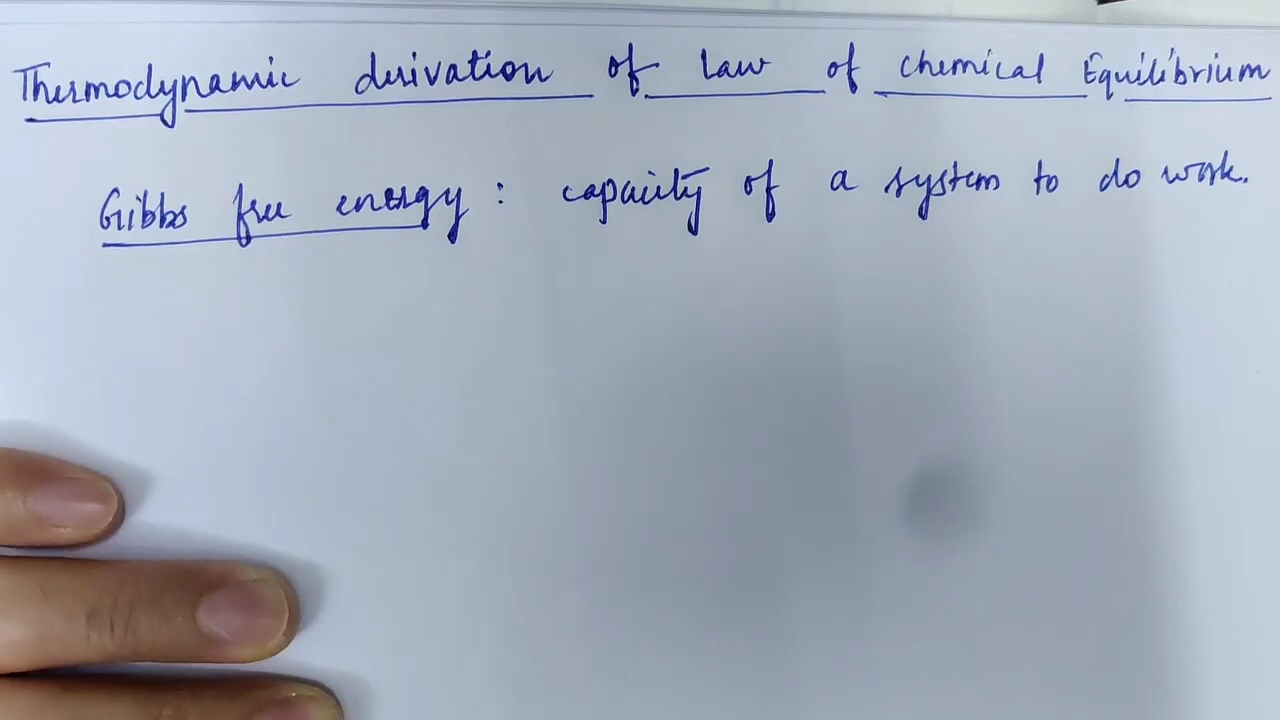 Thermodynamic derivation of law of chemical Equilibrium
Gibbs free energy : capacity of a system to do work.